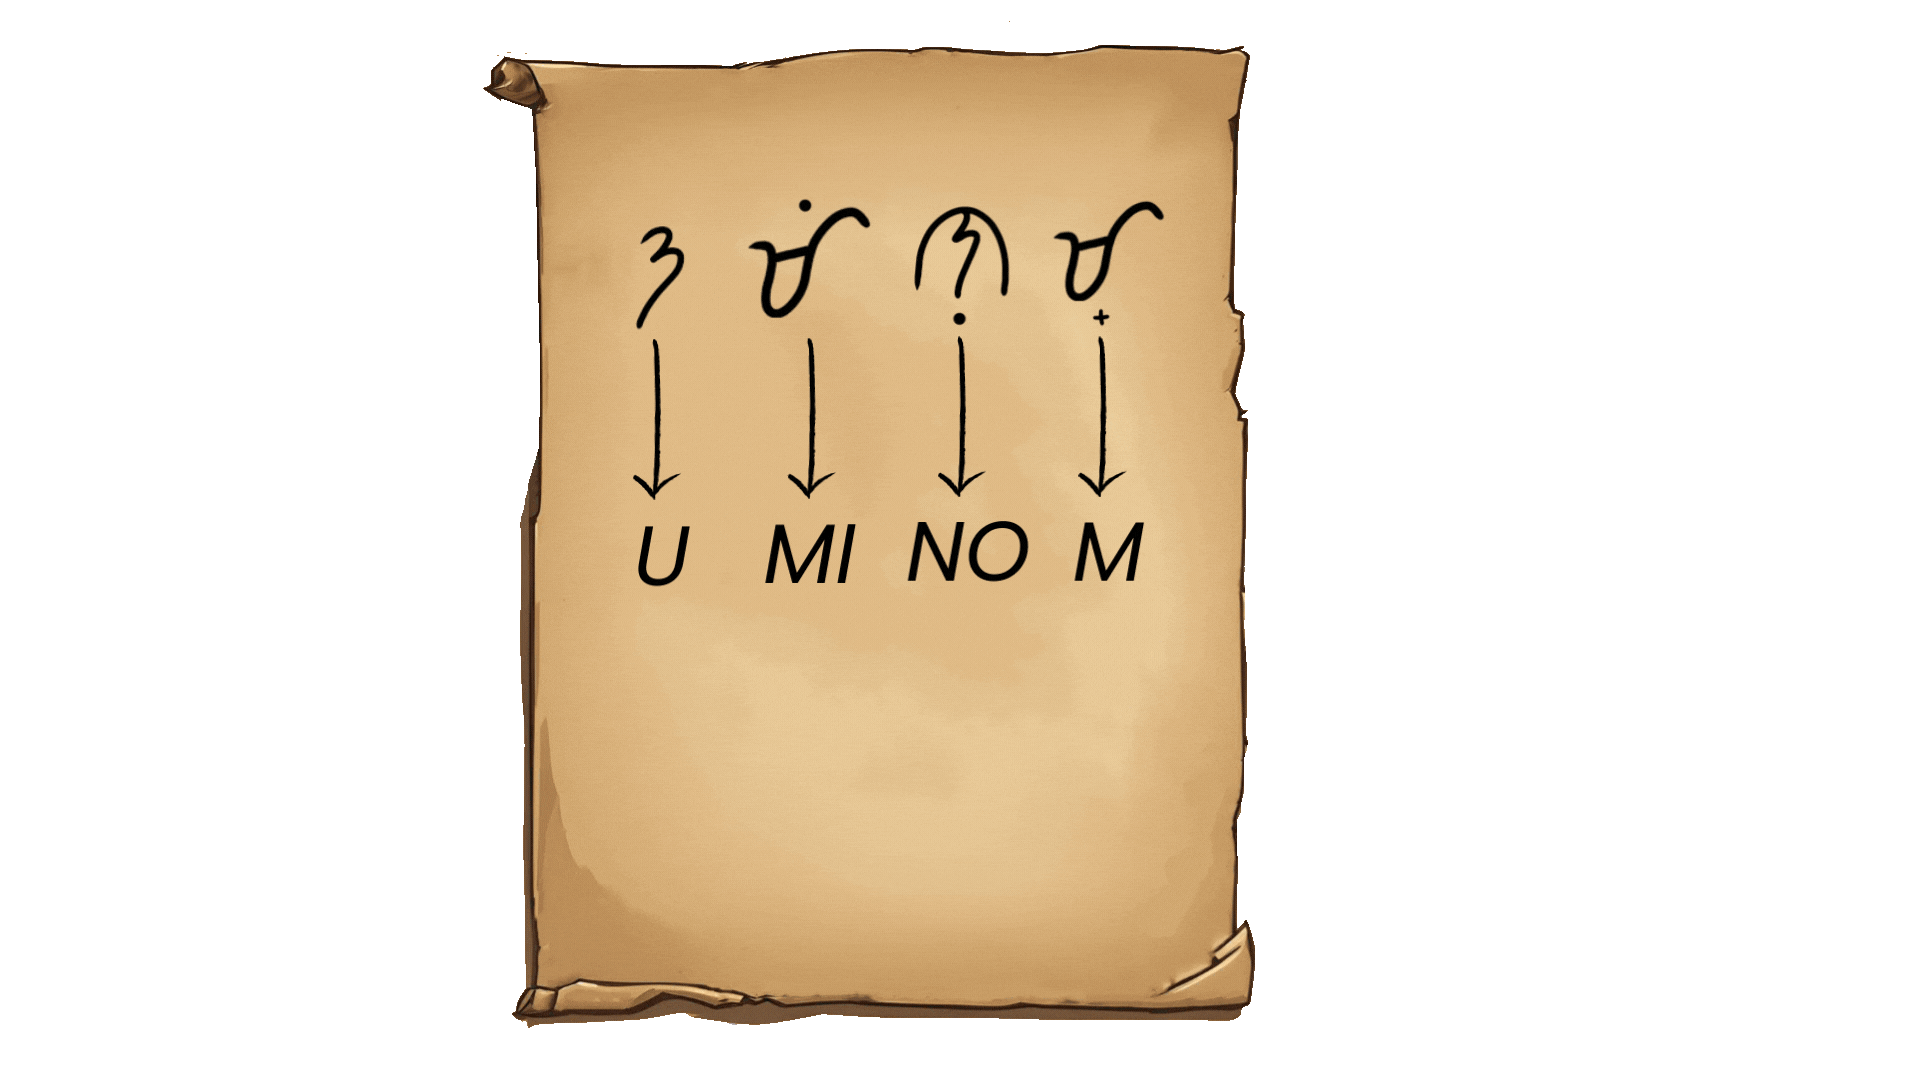 ᜂ ᜋᜒ ᜈᜓ ᜋ᜔
U MI NO M